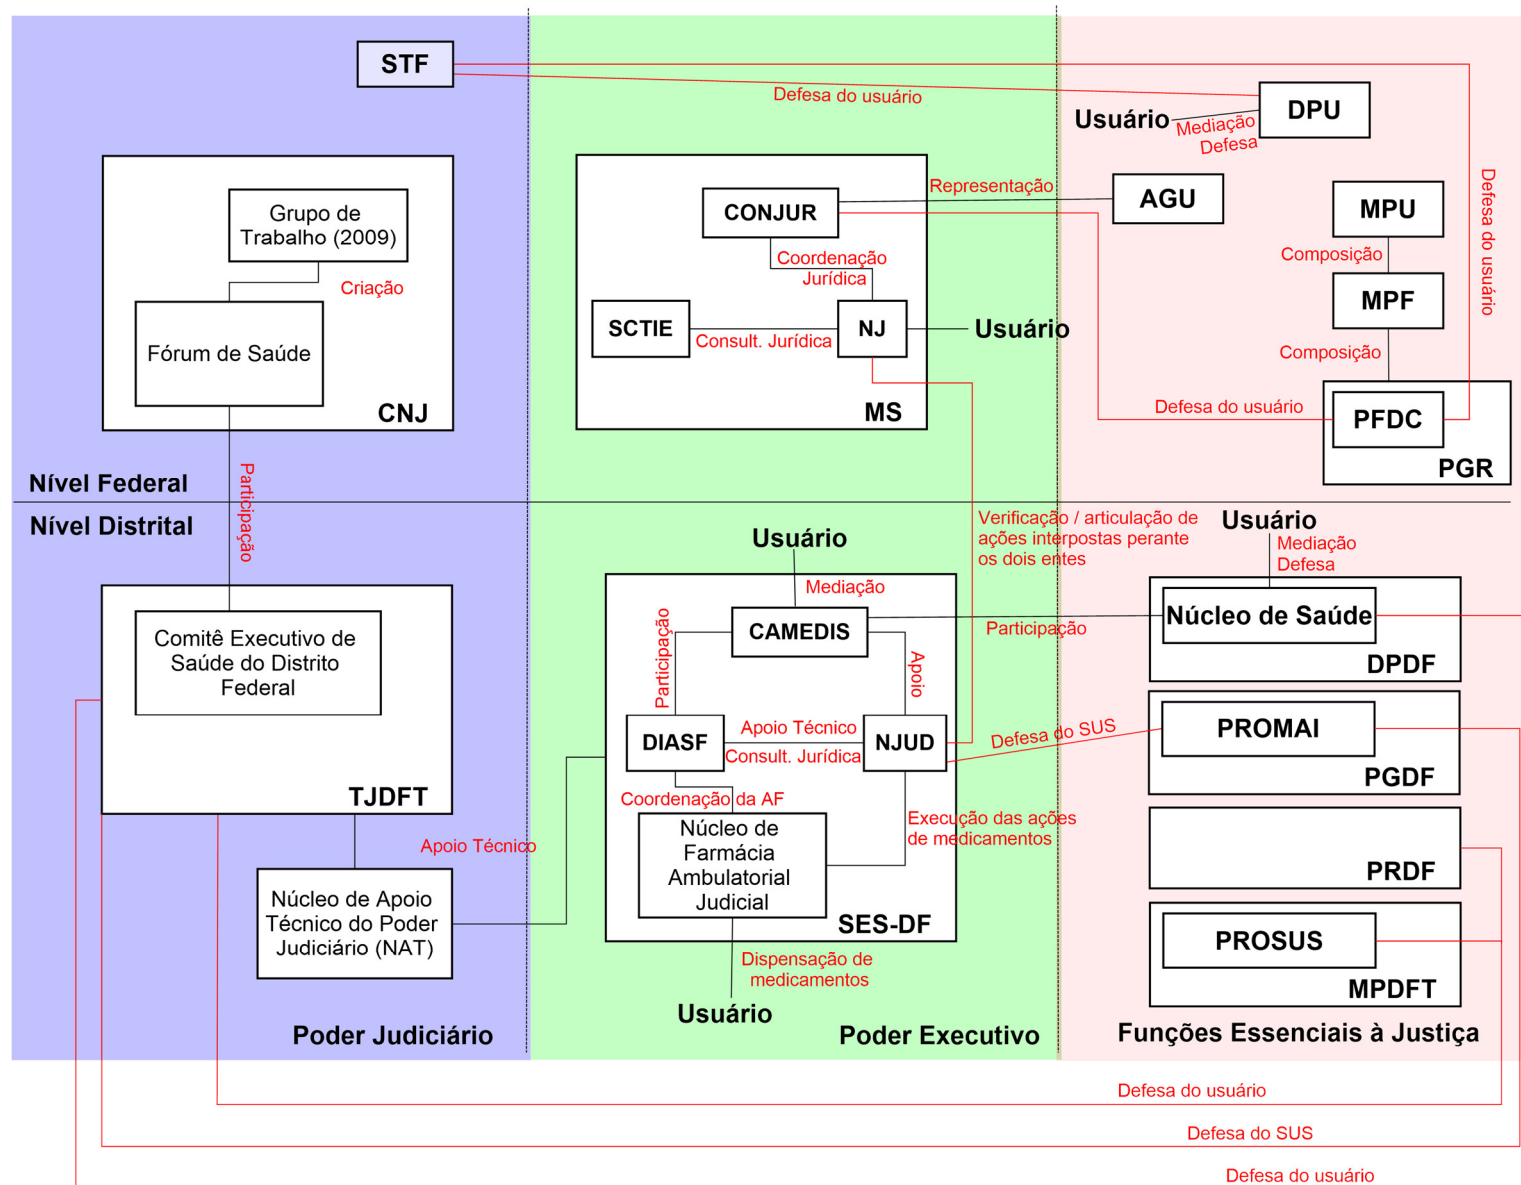 STF
Defesa do usuário
DPU
Usuário
Mediação
Defesa
Grupo de
Trabalho (2009)
Criação
Fórum de Saúde
CNJ
CONJUR
Representação
AGU
Coordenação
Jurídica
SCTIE
Consult. Jurídica
NJ
Usuário
MS
MPU
Composição
MPF
Composição
Defesa do usuário
Defesa do usuário
PFDC
PGR
Nível Federal
Participação
Nível Distrital
Verificação / articulação de
ações interpostas perante
os dois entes
Usuário
Mediação
Defesa
Usuário
Mediação
CAMEDIS
Participação
Núcleo de Saúde
DPDF
Comitê Executivo de
Saúde do Distrito
Federal
TJDFT
Participação
Apoio
DIASF
Apoio Técnico
Consult. Jurídica
NJUD
Defesa do SUS
PROMAI
PGDF
Coordenação da AF
Núcleo de
Farmácia
Ambulatorial
Judicial
Execução das ações
de medicamentos
SES-DF
Apoio Técnico
Núcleo de Apoio
Técnico do Poder
Judiciário (NAT)
PRDF
PROSUS
MPDFT
Dispensação de
medicamentos
Usuário
Poder Judiciário
Poder Executivo
Funções Essenciais à Justiça
Defesa do usuário
Defesa do SUS
Defesa do usuário